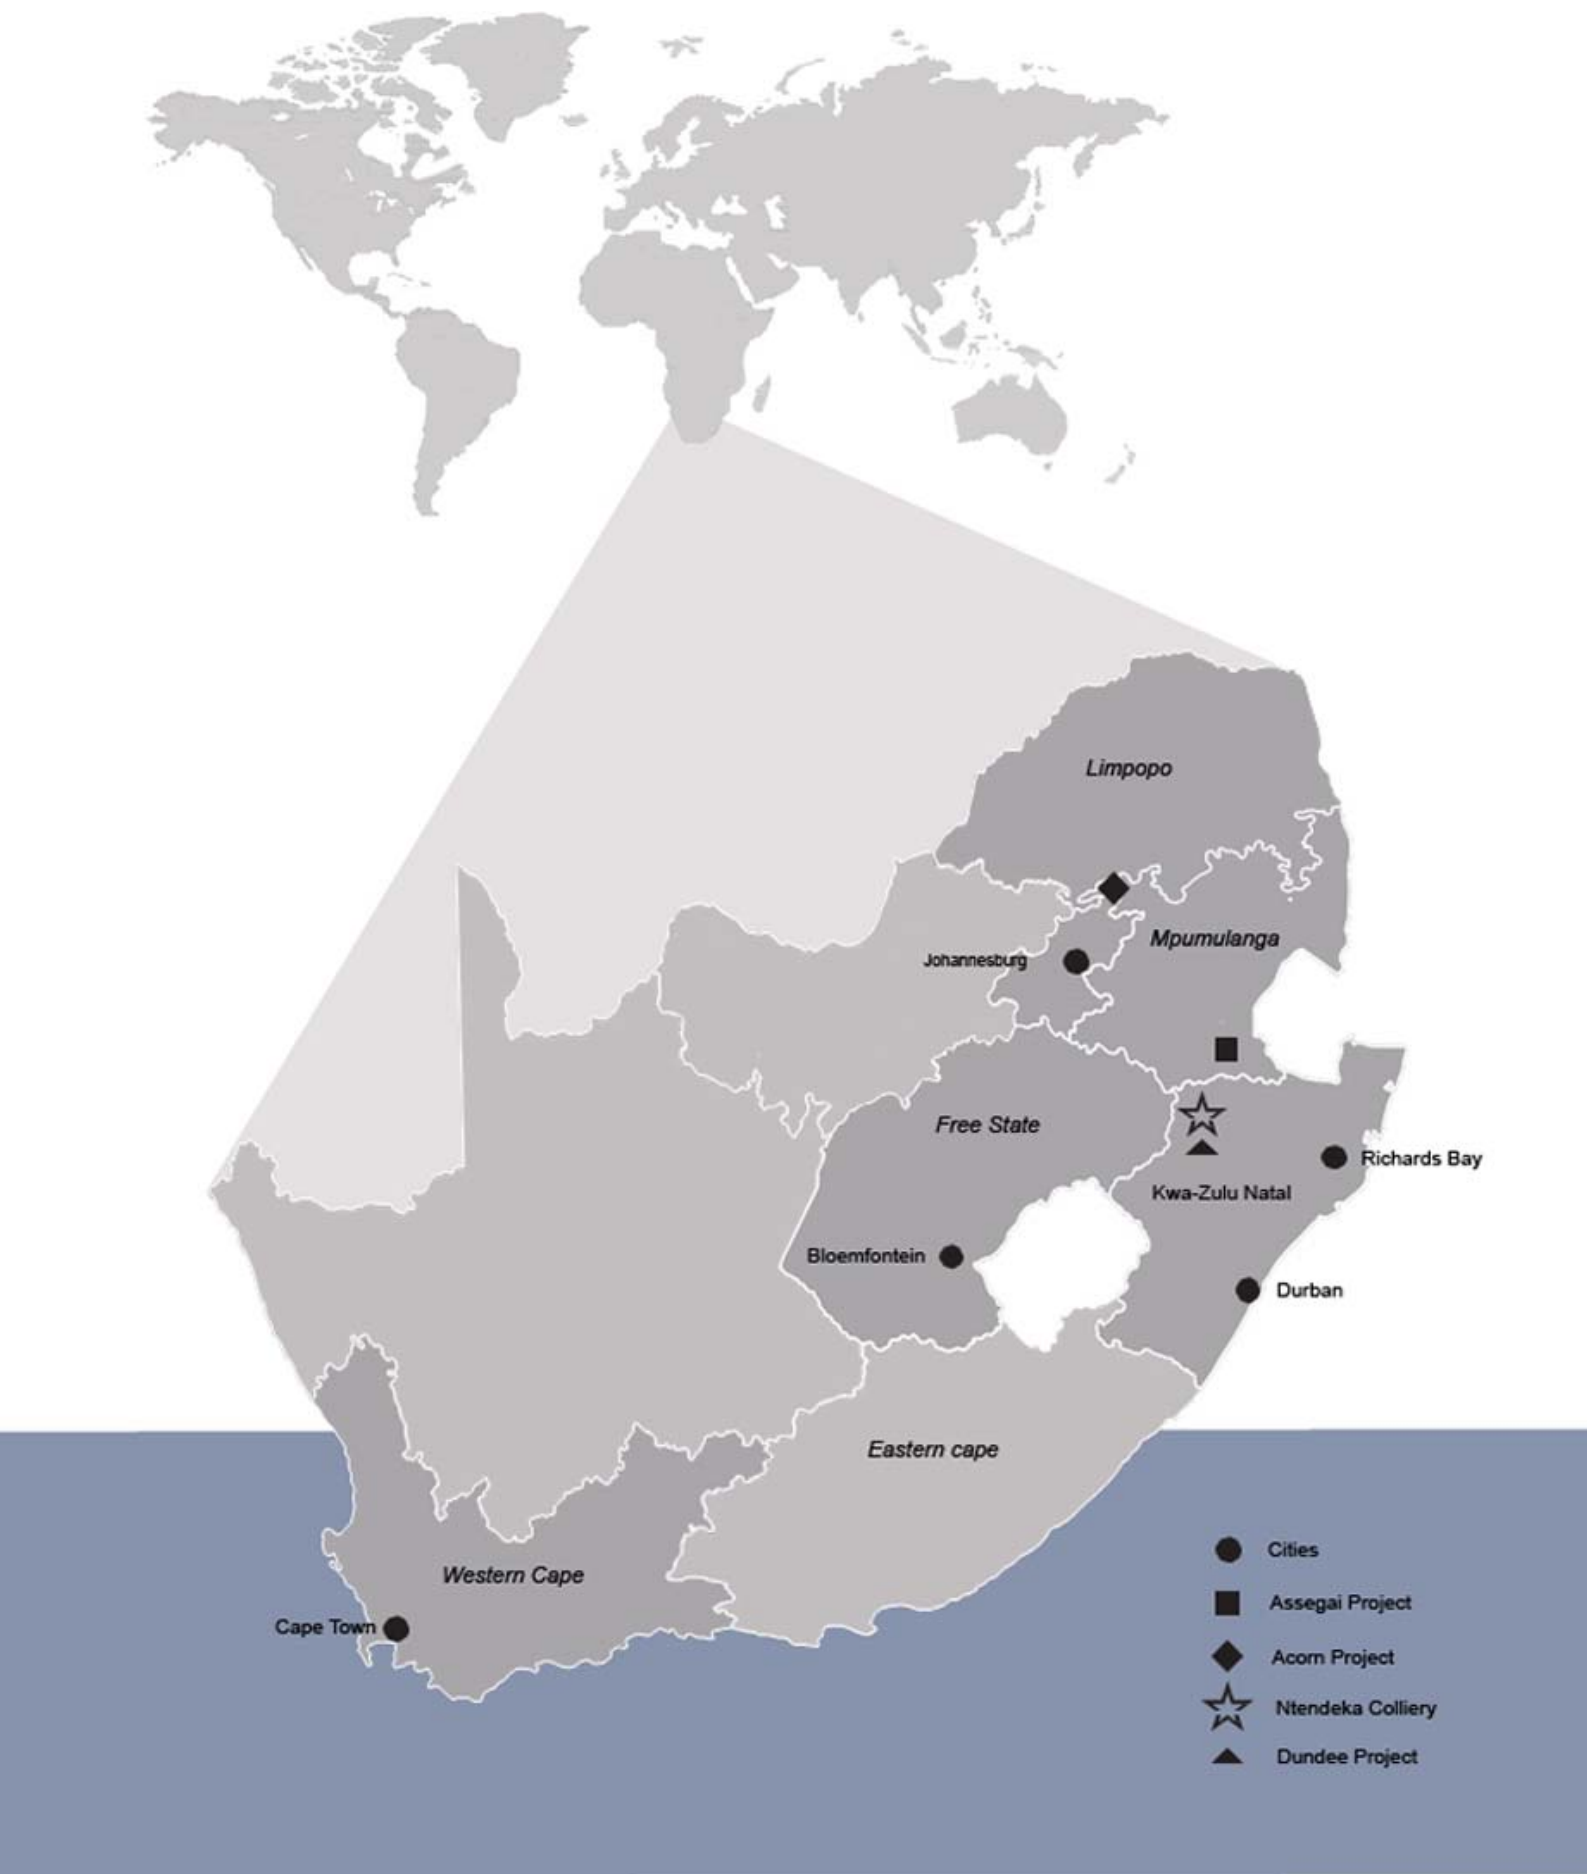 Limpopo
Mpumulanga
Johannesburg
Free State
Richards Bay
Kwa-Zulu Natal
Bloemfontein
Durban
Eastern cape
Western Cape
Cape Town
Cities
Assegai Project
Acorn Project
Ntendeka Colliery
Dundee Project